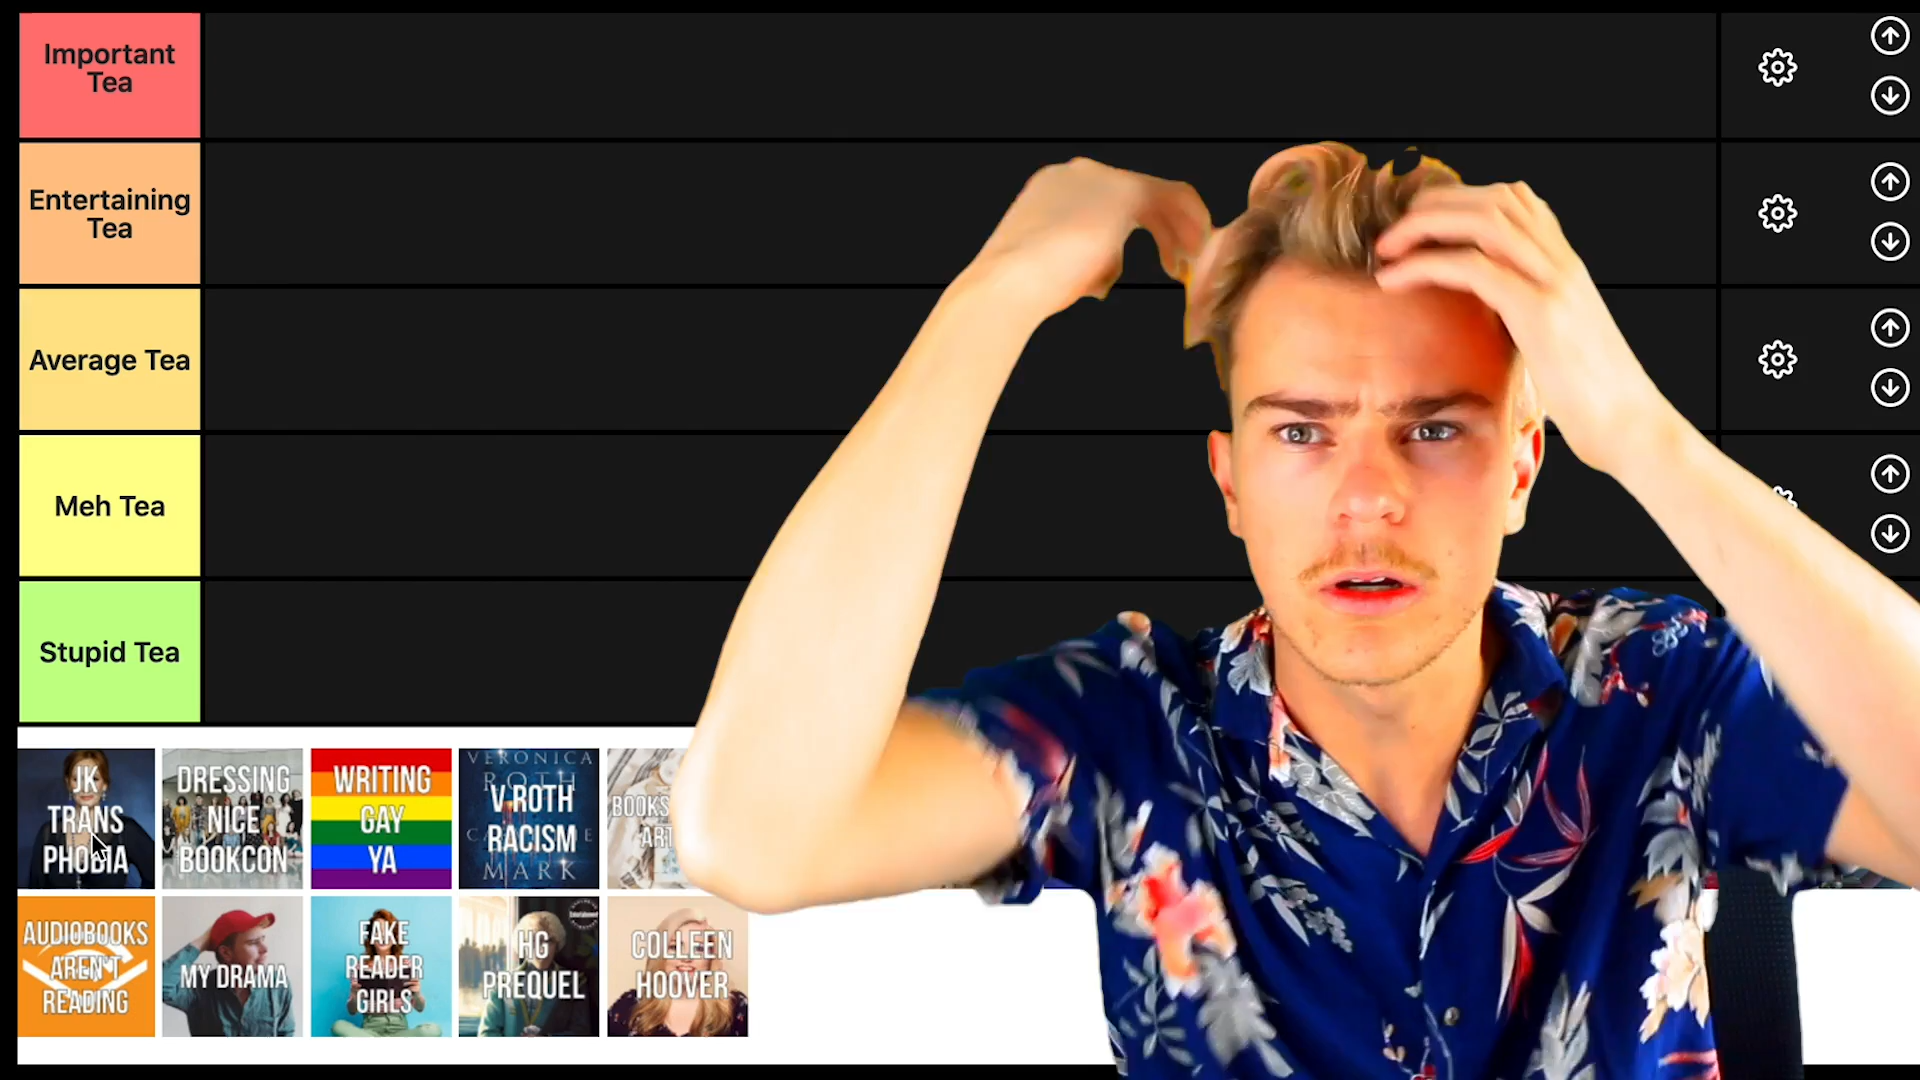 Important
Tea
Entertaining
Tea
Average Tea
Meh Tea
Stupid Tea
JK
TRANS
PHOBIA
DRESSING
NICE
BOOKCON
WRITING
GAY
YA
VERONICA
ROTH
V.ROTH
RACISM
MARK
BOOKS
ART
AUDIOBOOKS
AREN'T
READING
MY DRAMA
FAKE
READER
GIRLS
HG
PREQUEL
COLLEEN
HOOVER